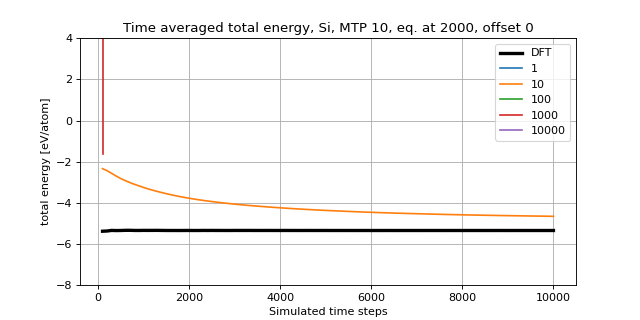 Time averaged total energy, Si, MTP 10, eq. at 2000, offset 0
4
2
0
−2
−4
−6
−8
total energy [eV/atom]
DFT
1
10
100
1000
10000
0 2000 4000 6000 8000 10000
Simulated time steps